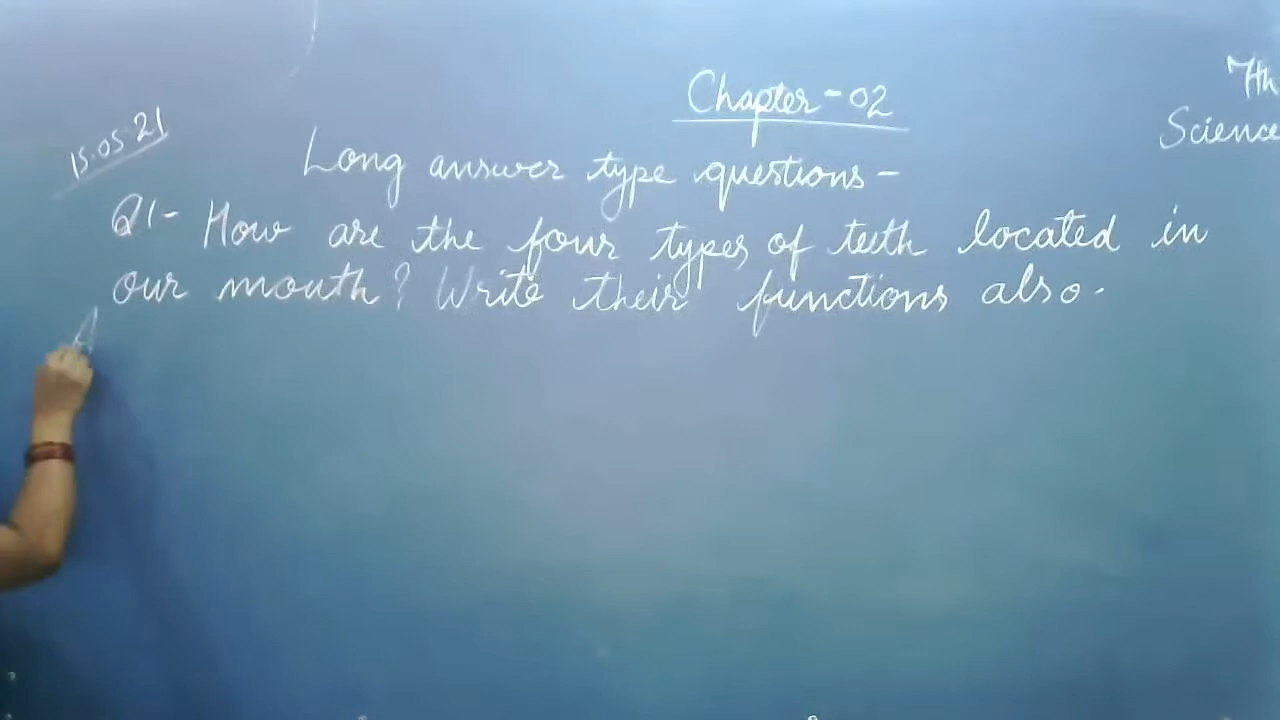 Chapter - 02
7th
Science
15.05.21
Long answer type questions -
Q1- How are the four types of teeth located in
our mouth? Write their functions also.
A